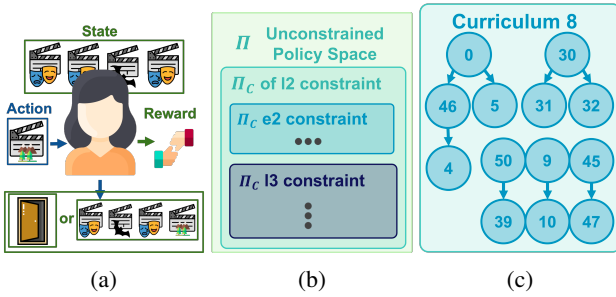 State
Action
Reward
or
(a)
Π Unconstrained
Policy Space
Π_C of l2 constraint
Π_C e2 constraint
•••
Π_C l3 constraint
(b)
Curriculum 8
0 30
46 5 31 32
4 50 9 45
39 10 47
(c)